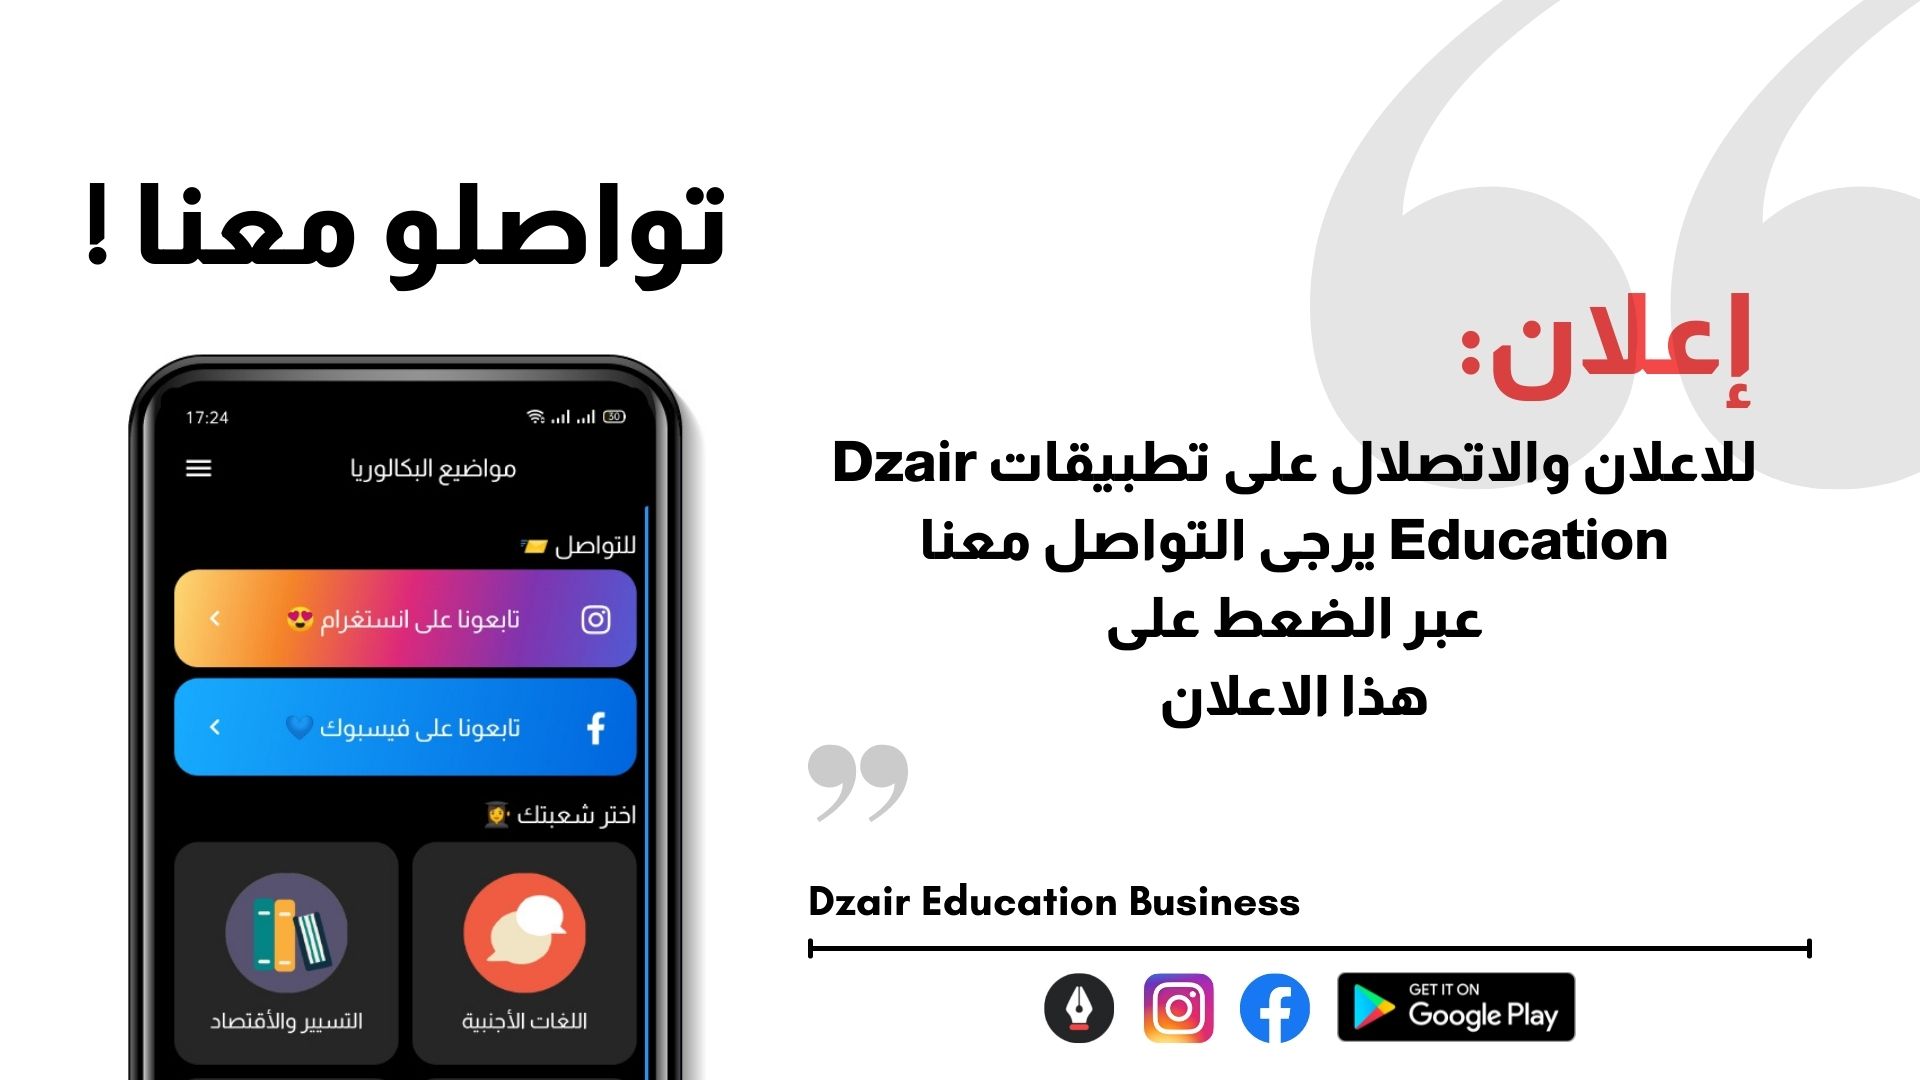 تواصلو معنا !
إعلان:
للاعلان والاتصلال على تطبيقات Dzair
Education يرجى التواصل معنا
عبر الضعط على
هذا الاعلان
Dzair Education Business
GET IT ON
Google Play
17:24
30
مواضيع البكالوريا
للتواصل
تابعونا على انستغرام 😍
تابعونا على فيسبوك 💙
اختر شعبتك 👩‍🎓
اللغات الأجنبية
التسيير والأقتصاد